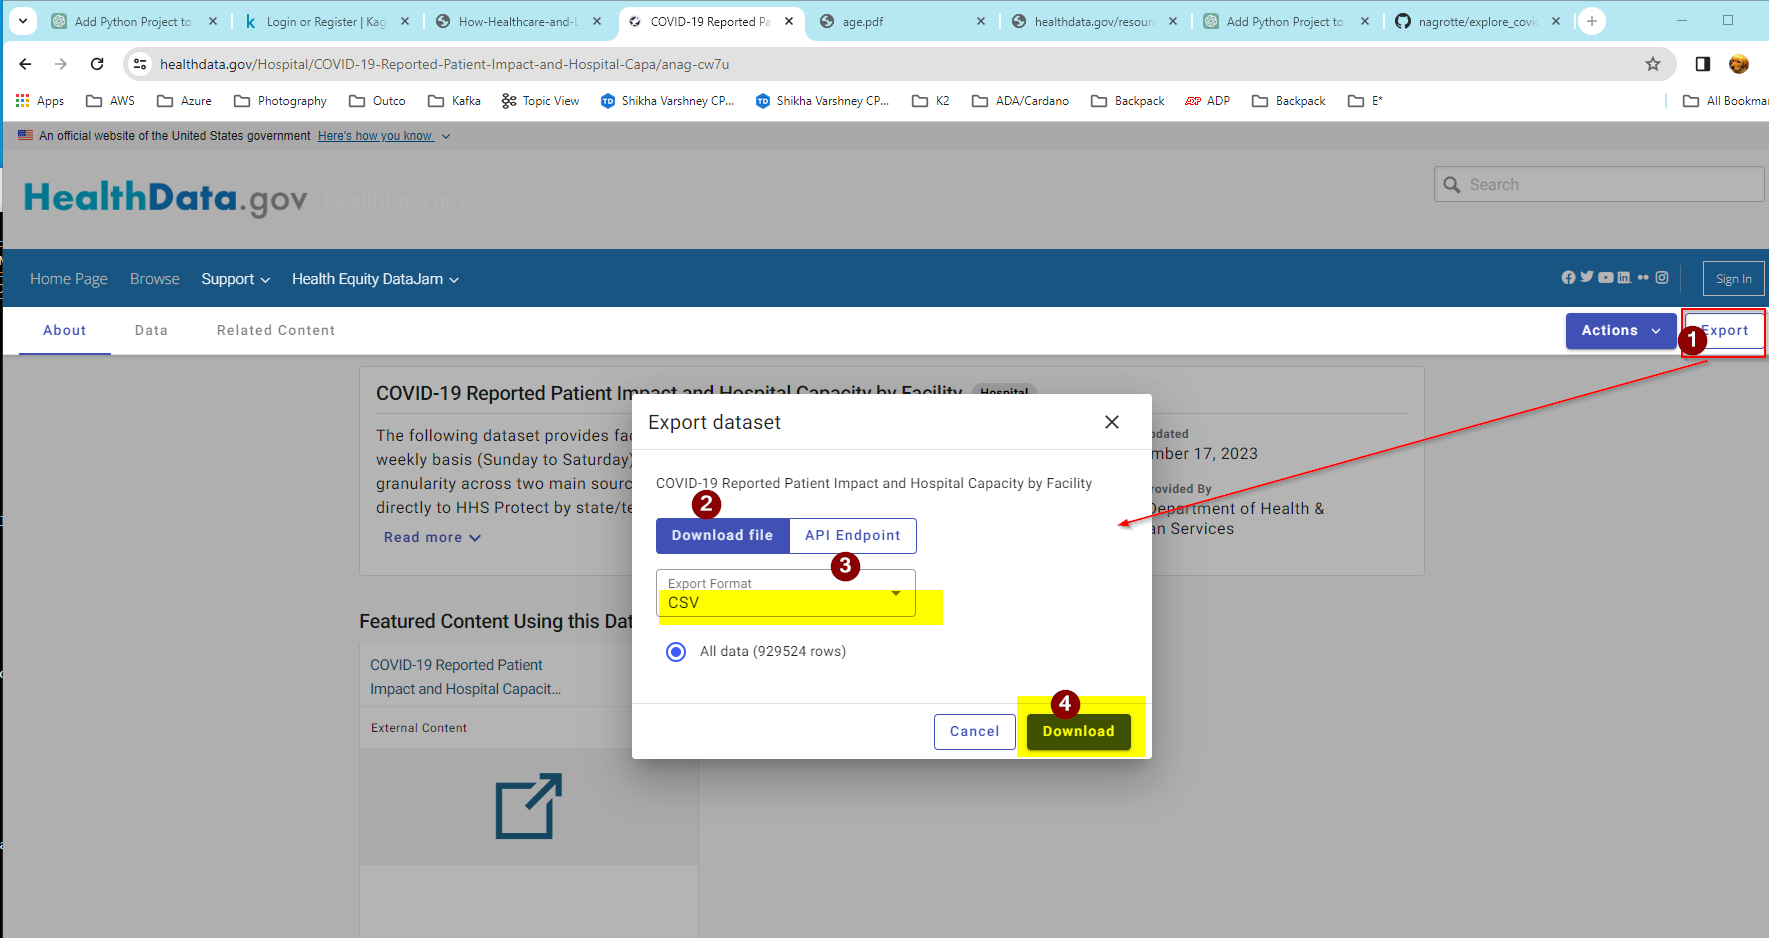 Add Python Project to
Login or Register | Kag
How-Healthcare-and-L
COVID-19 Reported Pa
age.pdf
healthdata.gov/resourc
Add Python Project to
nagrotte/explore_covid
healthdata.gov/Hospital/COVID-19-Reported-Patient-Impact-and-Hospital-Capa/anag-cw7u
Apps AWS Azure Photography Outco Kafka Topic View Shikha Varshney CP... Shikha Varshney CP... K2 ADA/Cardano Backpack ADP Backpack E* All Bookma
An official website of the United States government Here's how you know
HealthData.gov HealthData.gov
Search
Home Page Browse Support Health Equity DataJam
in
Sign In
About Data Related Content
Actions
Export
1
COVID-19 Reported Patient Impact and Hospital Capacity by Facility Hospital
The following dataset provides fac
weekly basis (Sunday to Saturday)
granularity across two main sourc
directly to HHS Protect by state/te
Read more
pdated
mber 17, 2023
rovided By
Department of Health &
an Services
Export dataset
COVID-19 Reported Patient Impact and Hospital Capacity by Facility
2
Download file API Endpoint
3
Export Format
CSV
All data (929524 rows)
4
Cancel Download
Featured Content Using this Dat
COVID-19 Reported Patient
Impact and Hospital Capacit...
External Content